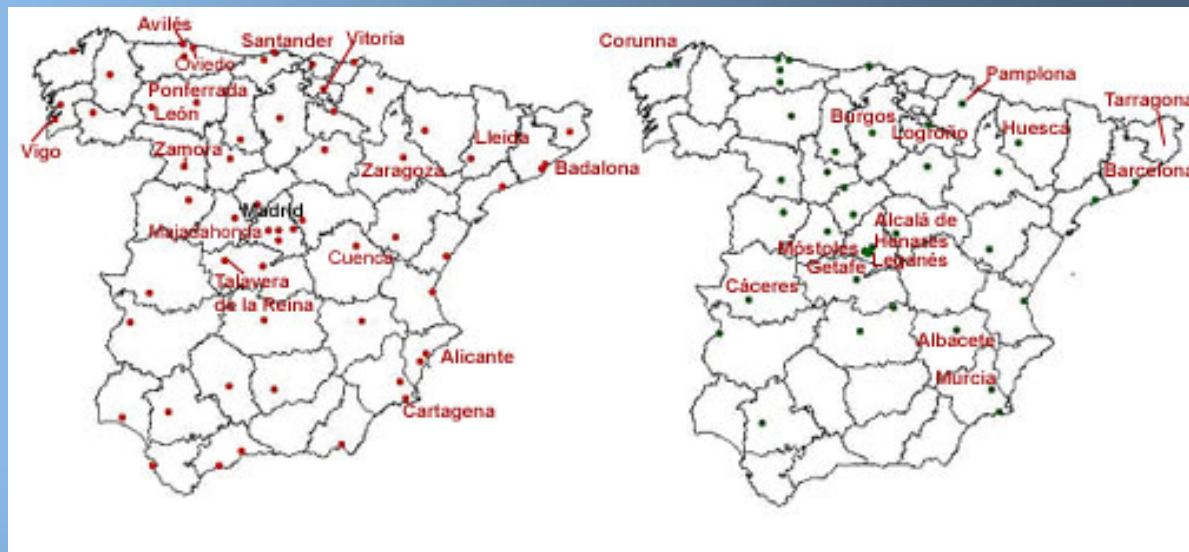 Avilés
Santander
Vitoria
Oviedo
Ponferrada
León
Vigo
Zamora
Zaragoza
Lleida
Badalona
Madrid
Majadahonda
Cuenca
Talavera
de la Reina
Alicante
Cartagena
Corunna
Pamplona
Tarragona
Burgos
Logroño
Huesca
Barcelona
Alcalá de
Henares
Móstoles
Leganés
Getafe
Cáceres
Albacete
Murcia